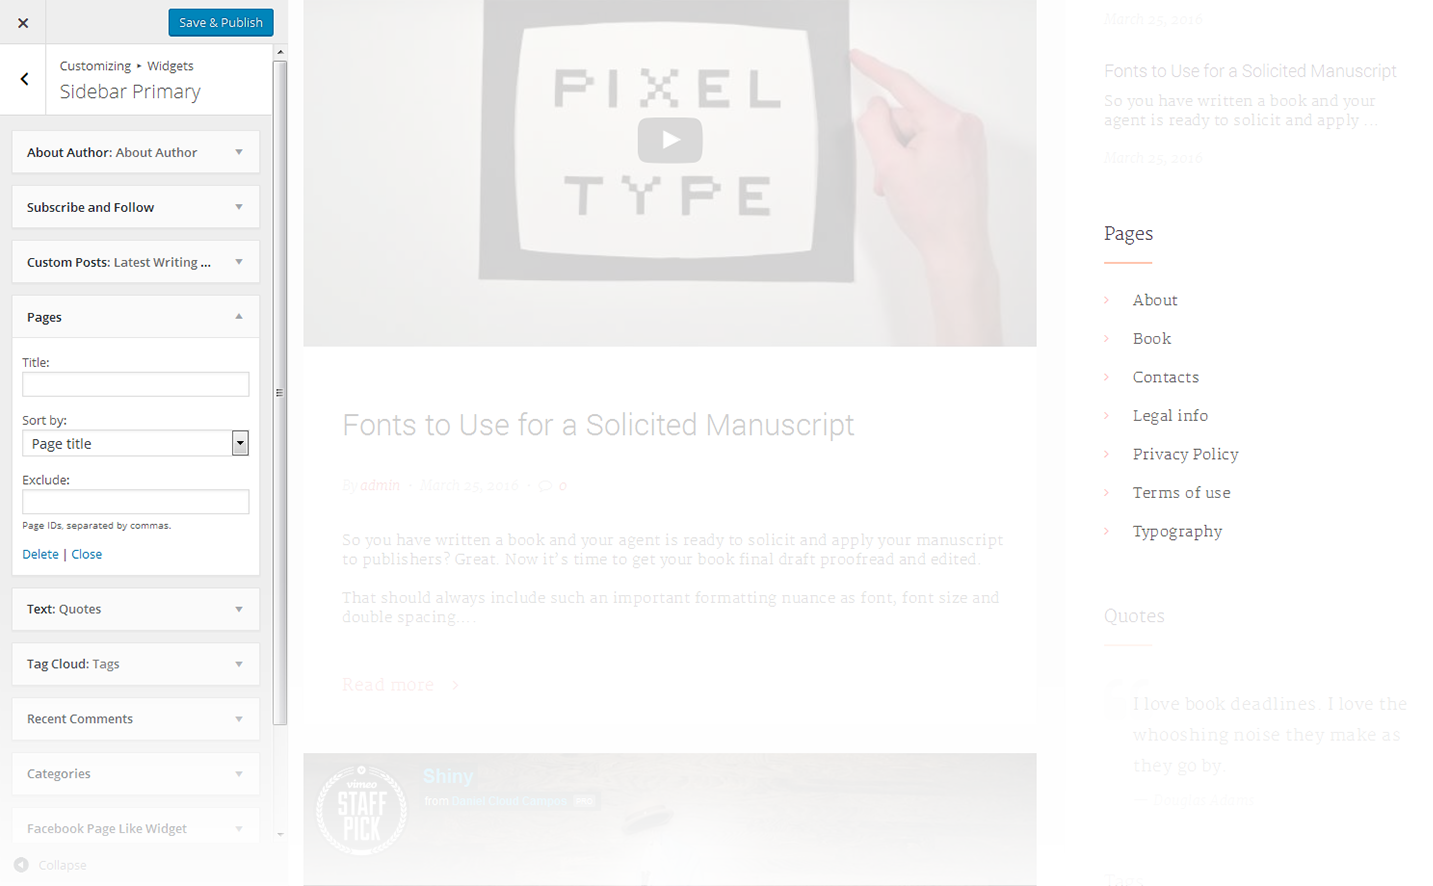 Save & Publish
Customizing ‣ Widgets
Sidebar Primary
About Author: About Author
Subscribe and Follow
Custom Posts: Latest Writing ...
Pages
Title:
Sort by:
Page title
Exclude:
Page IDs, separated by commas.
Delete | Close
Text: Quotes
Tag Cloud: Tags
Recent Comments
Categories
Facebook Page Like Widget
Collapse
PIXEL
TYPE
Fonts to Use for a Solicited Manuscript
By admin • March 25, 2016 • 0
So you have written a book and your agent is ready to solicit and apply your manuscript
to publishers? Great. Now it's time to get your book final draft proofread and edited.
That should always include such an important formatting nuance as font, font size and
double spacing....
Read more
vimeo
STAFF
PICK
Shiny
from Daniel Cloud Campos
March 25, 2016
Fonts to Use for a Solicited Manuscript
So you have written a book and your
agent is ready to solicit and apply ...
March 25, 2016
Pages
About
Book
Contacts
Legal info
Privacy Policy
Terms of use
Typography
Quotes
I love book deadlines. I love the
whooshing noise they make as
they go by.
— Douglas Adams
Tags